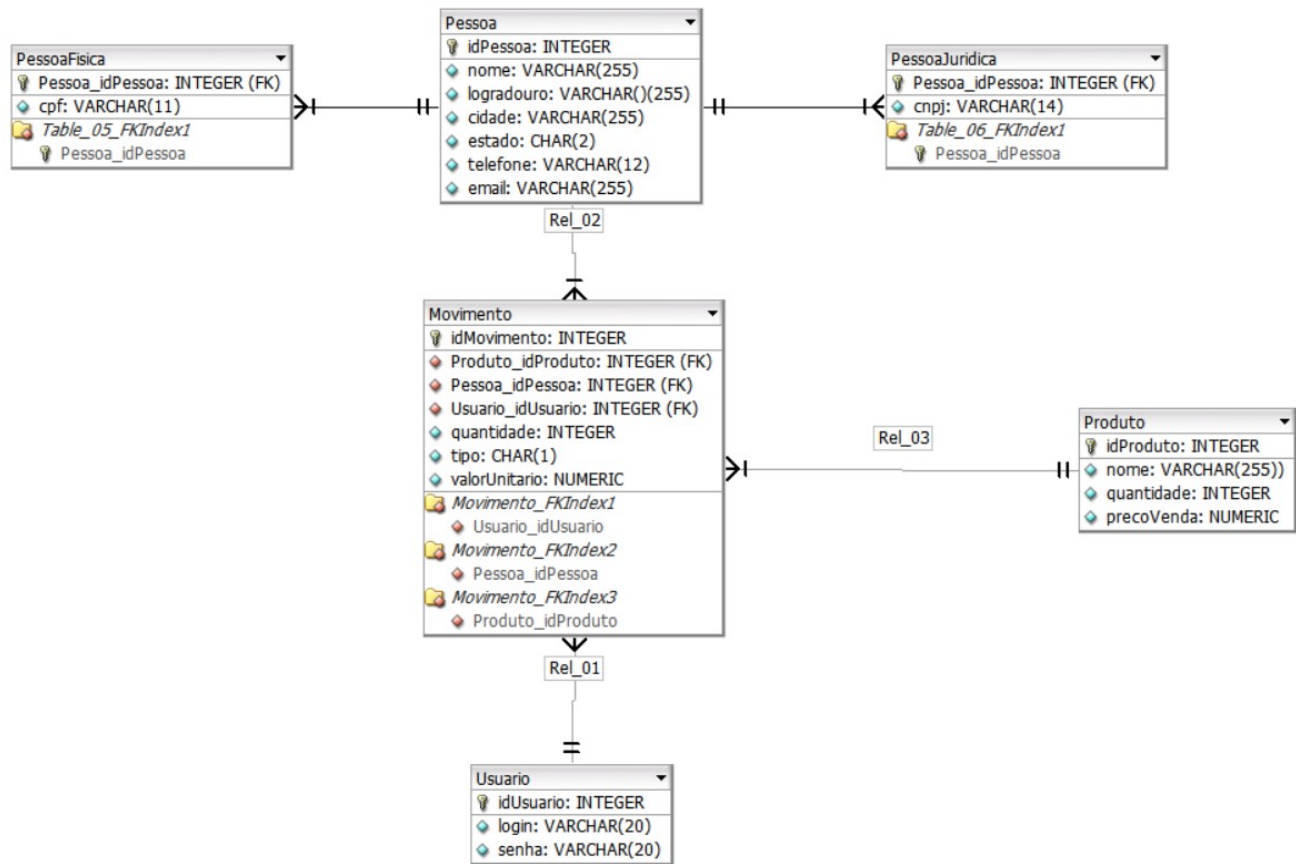 Pessoa
idPessoa: INTEGER
nome: VARCHAR(255)
logradouro: VARCHAR()(255)
cidade: VARCHAR(255)
estado: CHAR(2)
telefone: VARCHAR(12)
email: VARCHAR(255)
PessoaFisica
Pessoa_idPessoa: INTEGER (FK)
cpf: VARCHAR(11)
Table_05_FKIndex1
Pessoa_idPessoa
PessoaJuridica
Pessoa_idPessoa: INTEGER (FK)
cnpj: VARCHAR(14)
Table_06_FKIndex1
Pessoa_idPessoa
Rel_02
Movimento
idMovimento: INTEGER
Produto_idProduto: INTEGER (FK)
Pessoa_idPessoa: INTEGER (FK)
Usuario_idUsuario: INTEGER (FK)
quantidade: INTEGER
tipo: CHAR(1)
valorUnitario: NUMERIC
Movimento_FKIndex1
Usuario_idUsuario
Movimento_FKIndex2
Pessoa_idPessoa
Movimento_FKIndex3
Produto_idProduto
Rel_03
Produto
idProduto: INTEGER
nome: VARCHAR(255))
quantidade: INTEGER
precoVenda: NUMERIC
Rel_01
Usuario
idUsuario: INTEGER
login: VARCHAR(20)
senha: VARCHAR(20)